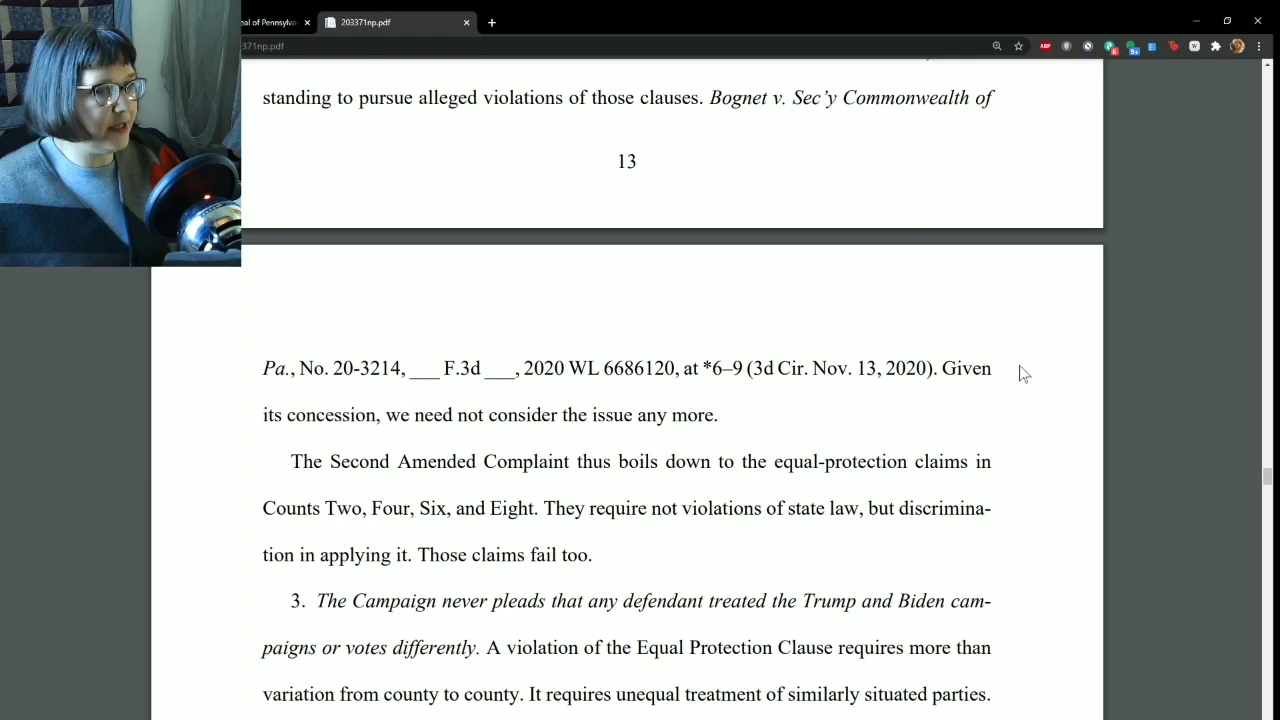 eal of Pennsylva
203371np.pdf
371np.pdf
standing to pursue alleged violations of those clauses. Bognet v. Sec’y Commonwealth of
13
Pa., No. 20-3214, ___ F.3d ___, 2020 WL 6686120, at *6–9 (3d Cir. Nov. 13, 2020). Given
its concession, we need not consider the issue any more.
The Second Amended Complaint thus boils down to the equal-protection claims in
Counts Two, Four, Six, and Eight. They require not violations of state law, but discrimina-
tion in applying it. Those claims fail too.
3. The Campaign never pleads that any defendant treated the Trump and Biden cam-
paigns or votes differently. A violation of the Equal Protection Clause requires more than
variation from county to county. It requires unequal treatment of similarly situated parties.